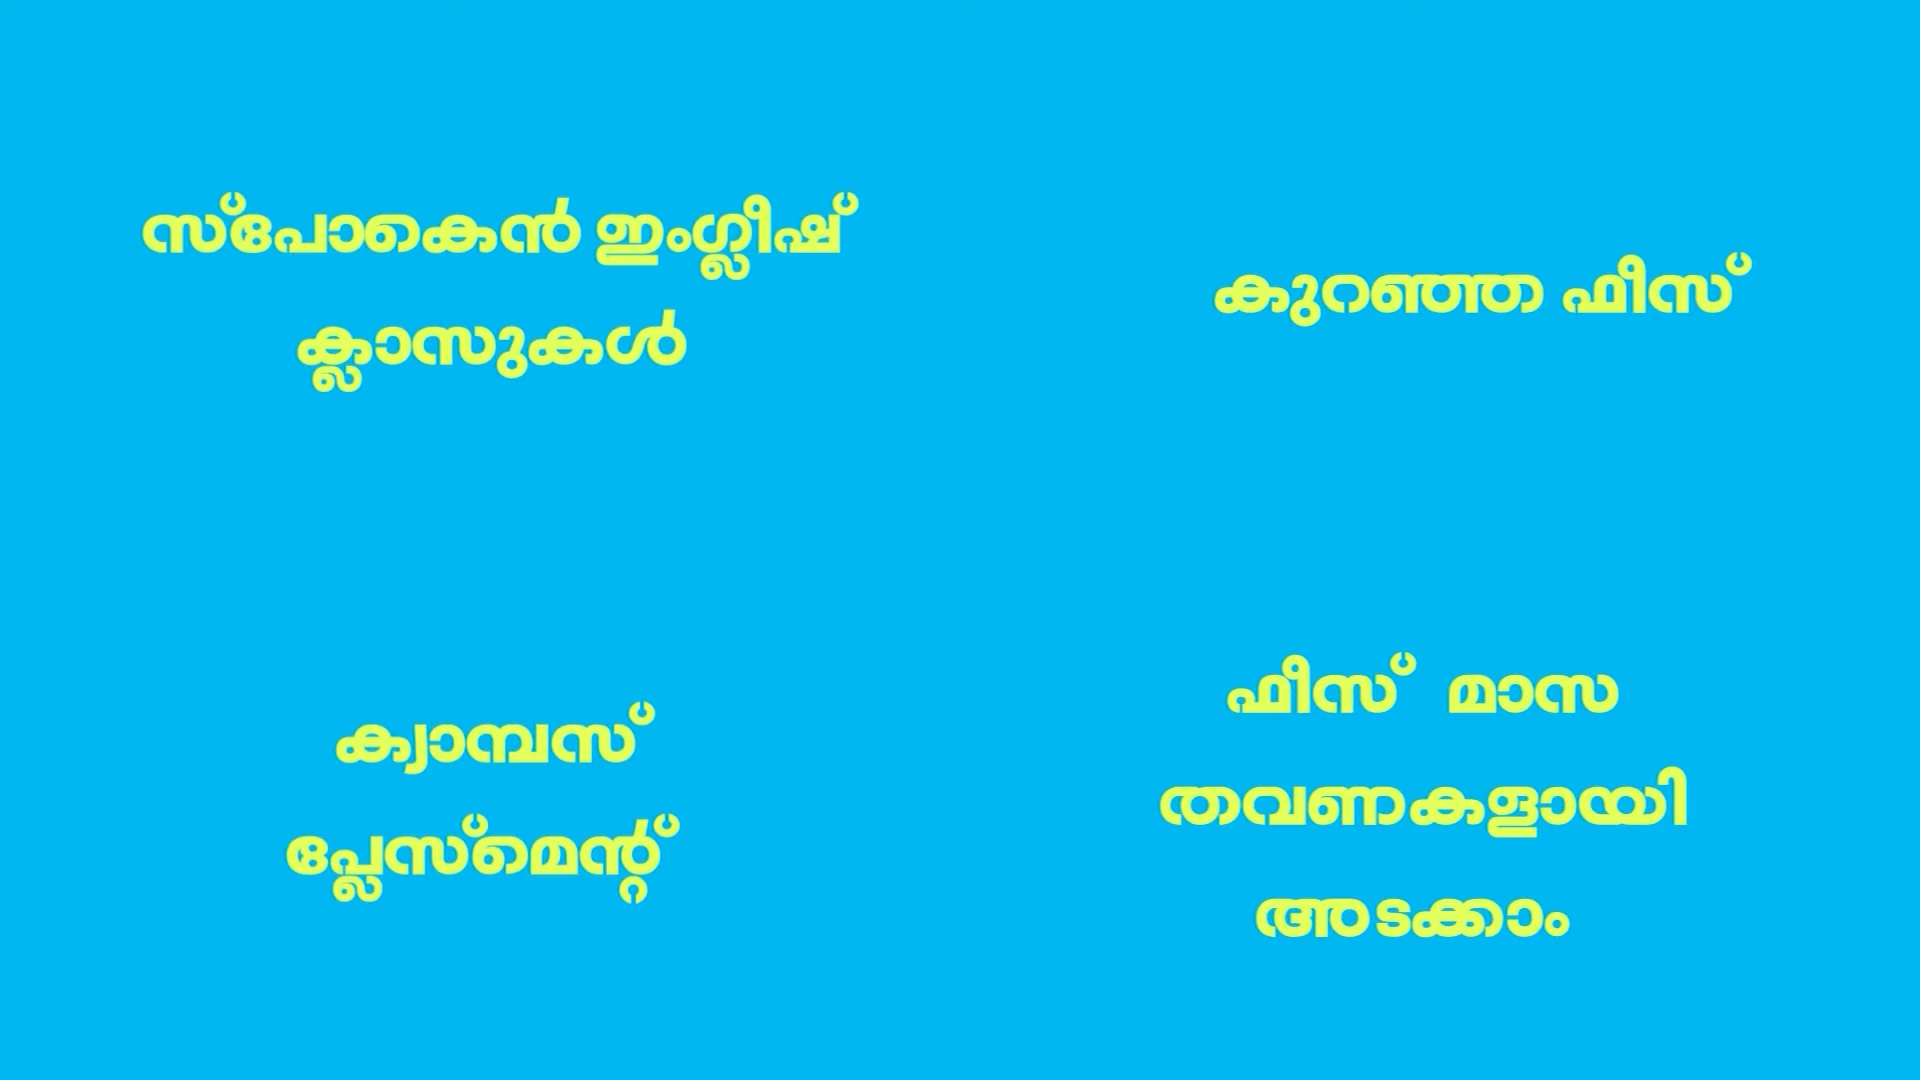 സ്പോകെൻ ഇംഗ്ലീഷ്
ക്ലാസുകൾ
കുറഞ്ഞ ഫീസ്
ക്യാമ്പസ്
പ്ലേസ്മെന്റ്
ഫീസ് മാസ
തവണകളായി
അടക്കാം